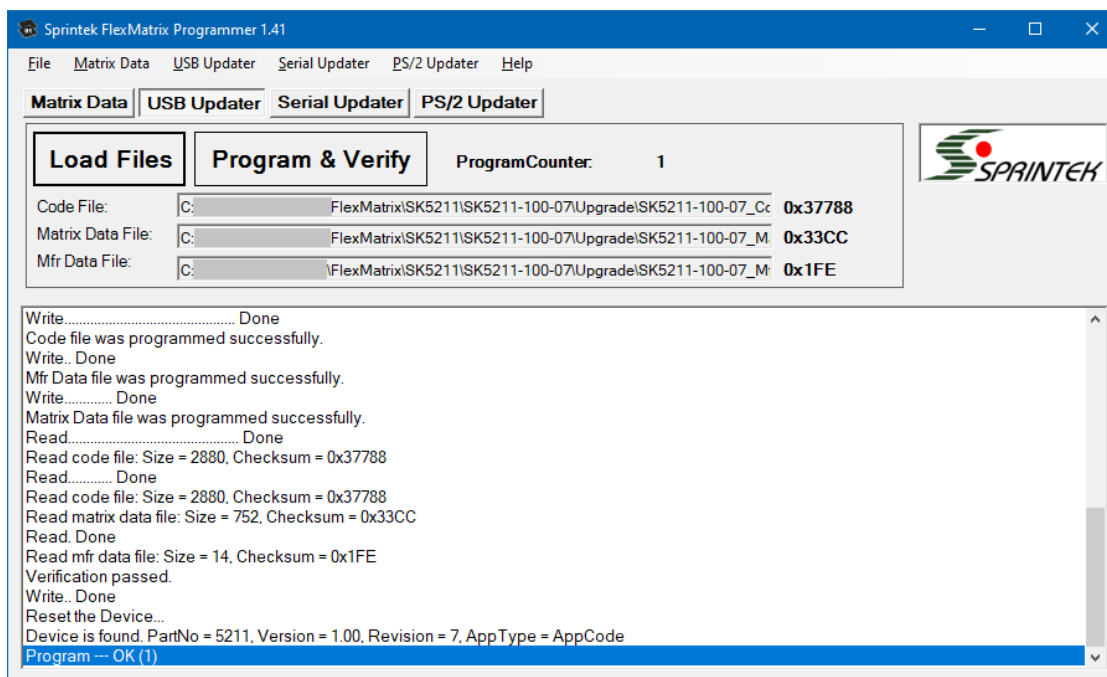 Sprintek FlexMatrix Programmer 1.41
File Matrix Data USB Updater Serial Updater PS/2 Updater Help
Matrix Data USB Updater Serial Updater PS/2 Updater
Load Files Program & Verify ProgramCounter: 1
SPRINTEK
Code File: C: FlexMatrix\SK5211\SK5211-100-07\Upgrade\SK5211-100-07_Cc 0x37788
Matrix Data File: C: FlexMatrix\SK5211\SK5211-100-07\Upgrade\SK5211-100-07_M 0x33CC
Mfr Data File: C: \FlexMatrix\SK5211\SK5211-100-07\Upgrade\SK5211-100-07_M 0x1FE
Write.............................................. Done
Code file was programmed successfully.
Write.. Done
Mfr Data file was programmed successfully.
Write............. Done
Matrix Data file was programmed successfully.
Read.............................................. Done
Read code file: Size = 2880, Checksum = 0x37788
Read............ Done
Read code file: Size = 2880, Checksum = 0x37788
Read matrix data file: Size = 752, Checksum = 0x33CC
Read. Done
Read mfr data file: Size = 14, Checksum = 0x1FE
Verification passed.
Write.. Done
Reset the Device...
Device is found. PartNo = 5211, Version = 1.00, Revision = 7, AppType = AppCode
Program --- OK (1)